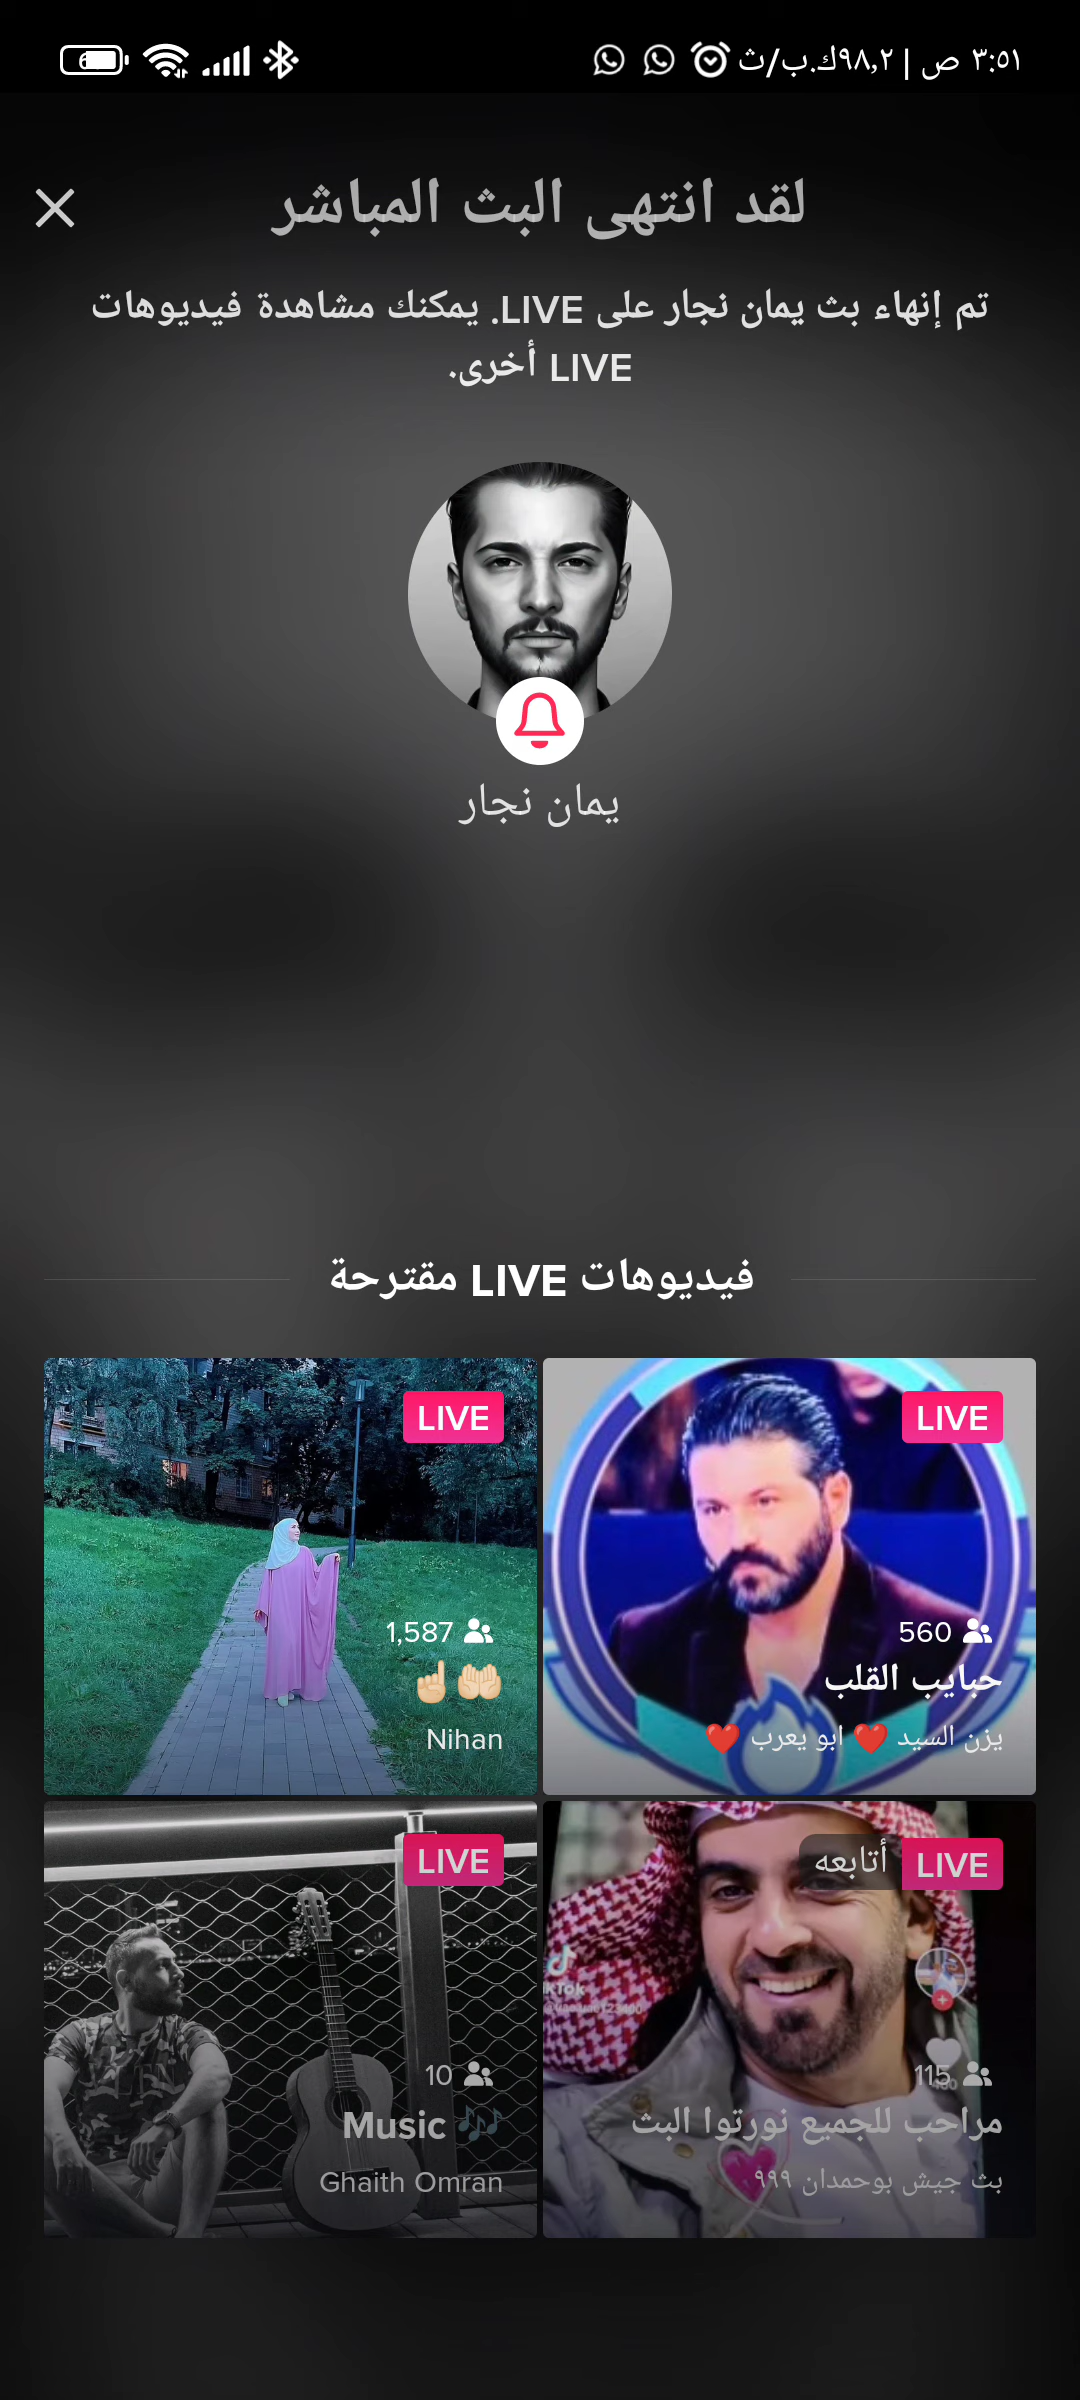 ٣:٥١ ص | ٩٨,٢ك.ب/ث
لقد انتهى البث المباشر
تم إنهاء بث يمان نجار على LIVE. يمكنك مشاهدة فيديوهات
LIVE أخرى.
يمان نجار
فيديوهات LIVE مقترحة
LIVE
560
حبايب القلب
يزن السيد ❤️ ابو يعرب ❤️
LIVE
1,587
☝🏻🤲🏻
Nihan
LIVE أتابعه
115
مراحب للجميع نورتوا البث
بث جيش بوحمدان ٩٩٩
LIVE
10
Music 🎶
Ghaith Omran